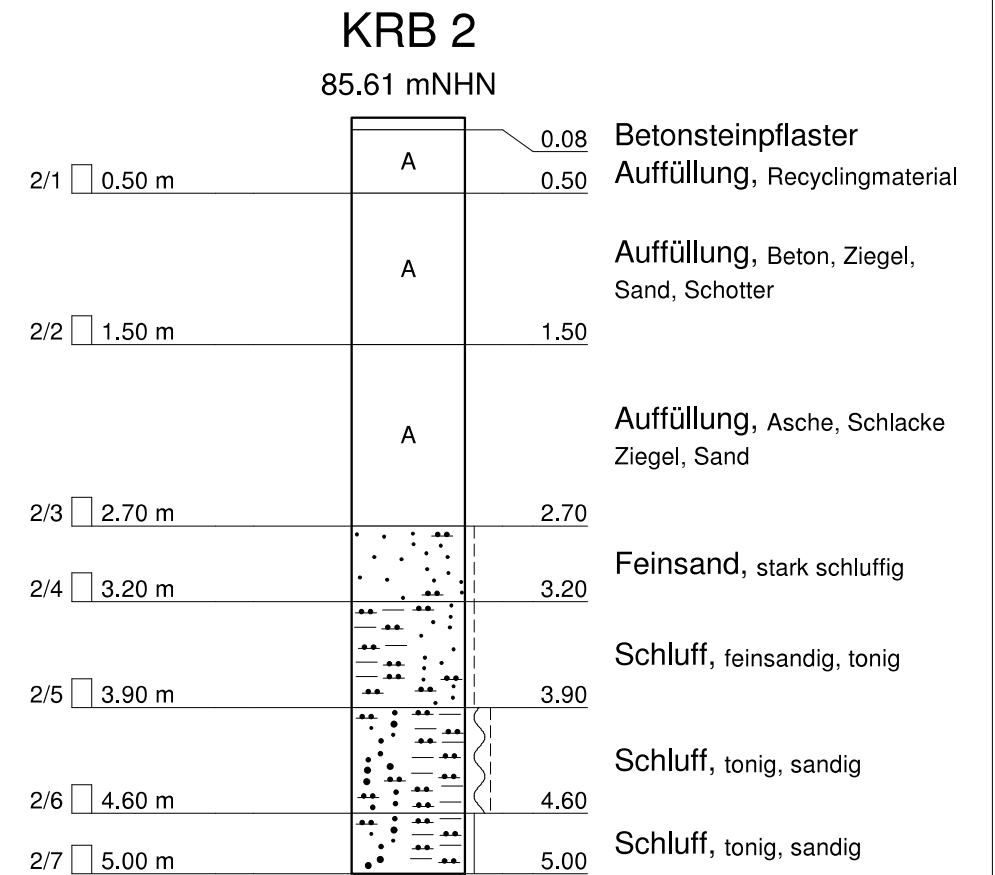 KRB 2
85.61 mNHN
0.08 Betonsteinpflaster
2/1 0.50 m A 0.50 Auffüllung, Recyclingmaterial
A Auffüllung, Beton, Ziegel,
Sand, Schotter
2/2 1.50 m 1.50
A Auffüllung, Asche, Schlacke
Ziegel, Sand
2/3 2.70 m 2.70
Feinsand, stark schluffig
2/4 3.20 m 3.20
Schluff, feinsandig, tonig
2/5 3.90 m 3.90
Schluff, tonig, sandig
2/6 4.60 m 4.60
Schluff, tonig, sandig
2/7 5.00 m 5.00